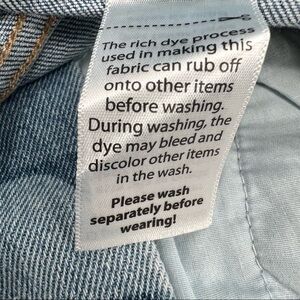 The rich dye process
used in making this
fabric can rub off
onto other items
before washing.
During washing, the
dye may bleed and
discolor other items
in the wash.
Please wash
separately before
wearing!